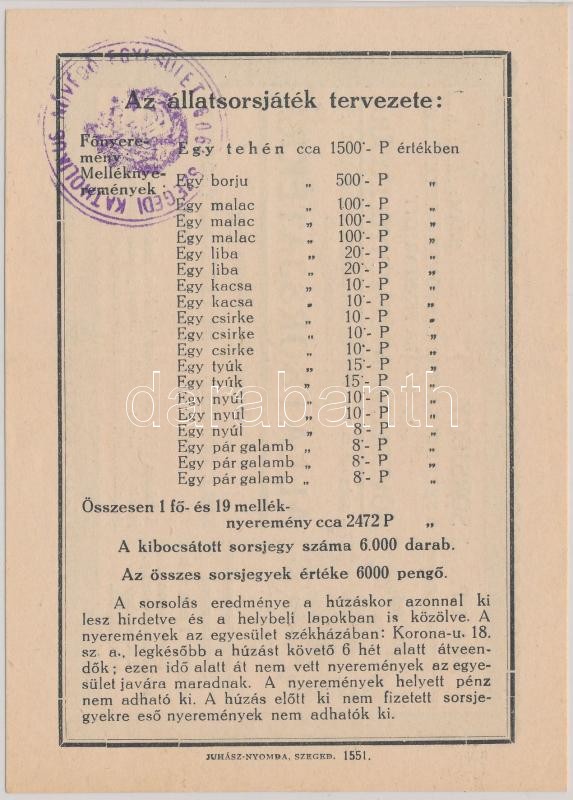 SZEGEDI KATHOLIKUS NŐVÉDŐ EGYESÜLET
Az állatsorsjáték tervezete:
Főnyere-
mény Egy tehén cca 1500·- P értékben
Melléknye-
remények: Egy borju „ 500·- P „
Egy malac „ 100·- P „
Egy malac „ 100·- P „
Egy malac „ 100·- P „
Egy liba „ 20·- P „
Egy liba „ 20·- P „
Egy kacsa „ 10·- P „
Egy kacsa „ 10·- P „
Egy csirke „ 10·- P „
Egy csirke „ 10·- P „
Egy csirke „ 10·- P „
Egy tyúk „ 15·- P „
Egy tyúk „ 15·- P „
Egy nyúl „ 10·- P „
Egy nyúl „ 10·- P „
Egy nyúl „ 8·- P „
Egy pár galamb „ 8·- P „
Egy pár galamb „ 8·- P „
Egy pár galamb „ 8·- P „
darabanth
Összesen 1 fő- és 19 mellék-
nyeremény cca 2472 P „
A kibocsátott sorsjegy száma 6.000 darab.
Az összes sorsjegyek értéke 6000 pengő.
A sorsolás eredménye a húzáskor azonnal ki
lesz hirdetve és a helybeli lapokban is közölve. A
nyeremények az egyesület székházában: Korona-u. 18.
sz. a., legkésőbb a húzást követő 6 hét alatt átveen-
dők; ezen idő alatt át nem vett nyeremények az egye-
sület javára maradnak. A nyeremények helyett pénz
nem adható ki. A húzás előtt ki nem fizetett sorsje-
gyekre eső nyeremények nem adhatók ki.
JUHÁSZ-NYOMDA, SZEGED. 1551.